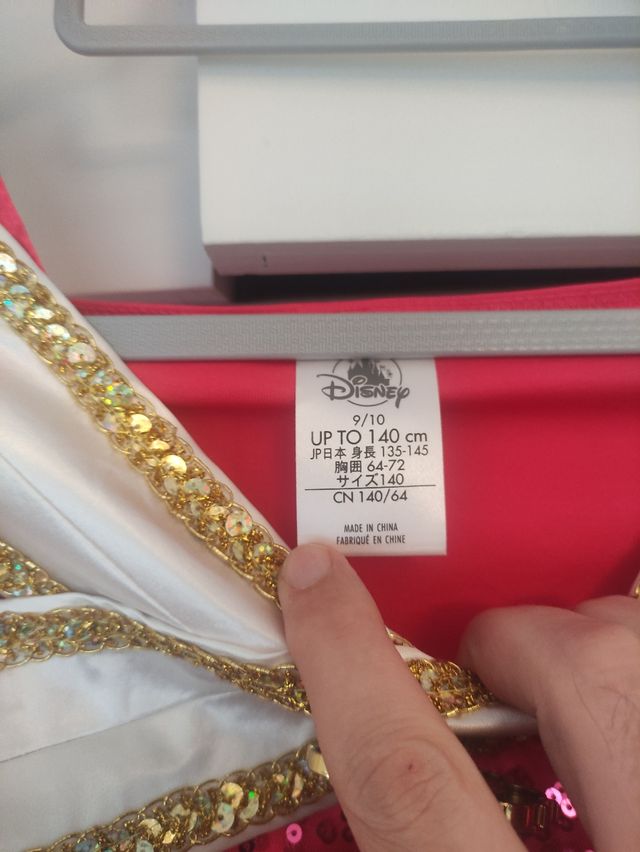 Disney
9/10
UP TO 140 cm
JP日本 身長 135-145
胸囲 64-72
サイズ140
CN 140/64
MADE IN CHINA
FABRIQUÉ EN CHINE